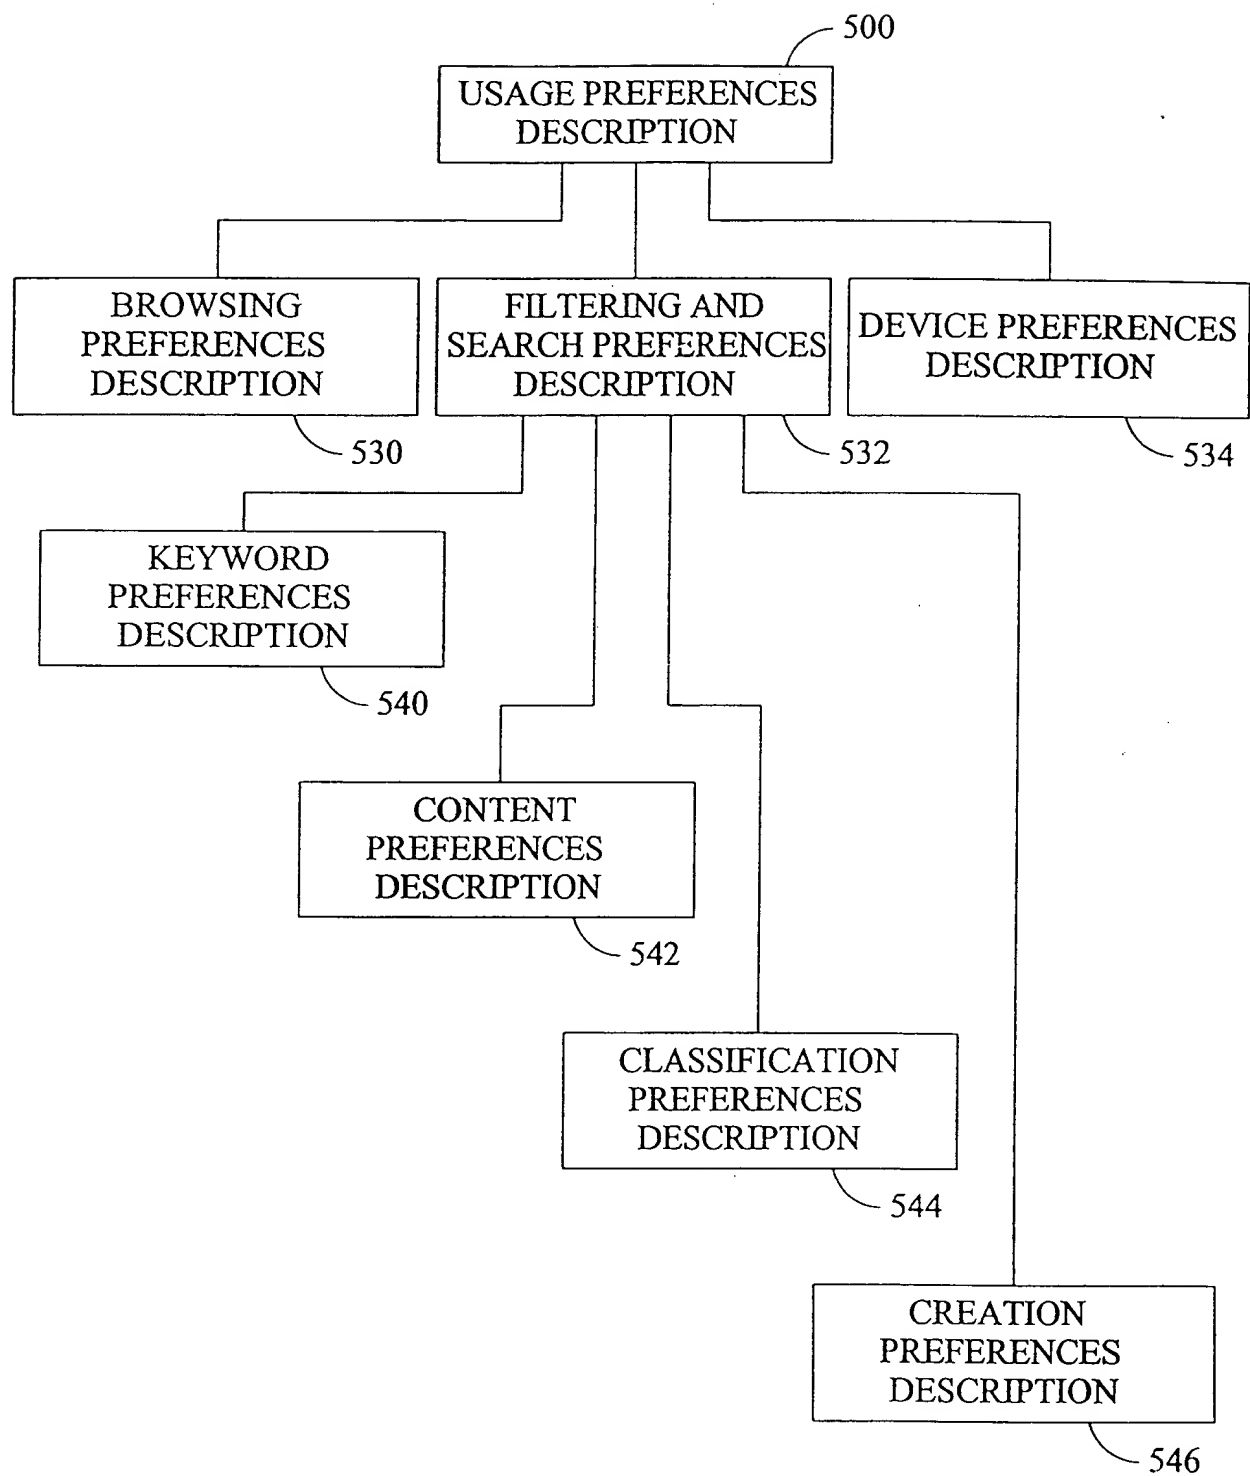 500
USAGE PREFERENCES
DESCRIPTION
BROWSING
PREFERENCES
DESCRIPTION
FILTERING AND
SEARCH PREFERENCES
DESCRIPTION
DEVICE PREFERENCES
DESCRIPTION
530
532
534
KEYWORD
PREFERENCES
DESCRIPTION
540
CONTENT
PREFERENCES
DESCRIPTION
542
CLASSIFICATION
PREFERENCES
DESCRIPTION
544
CREATION
PREFERENCES
DESCRIPTION
546